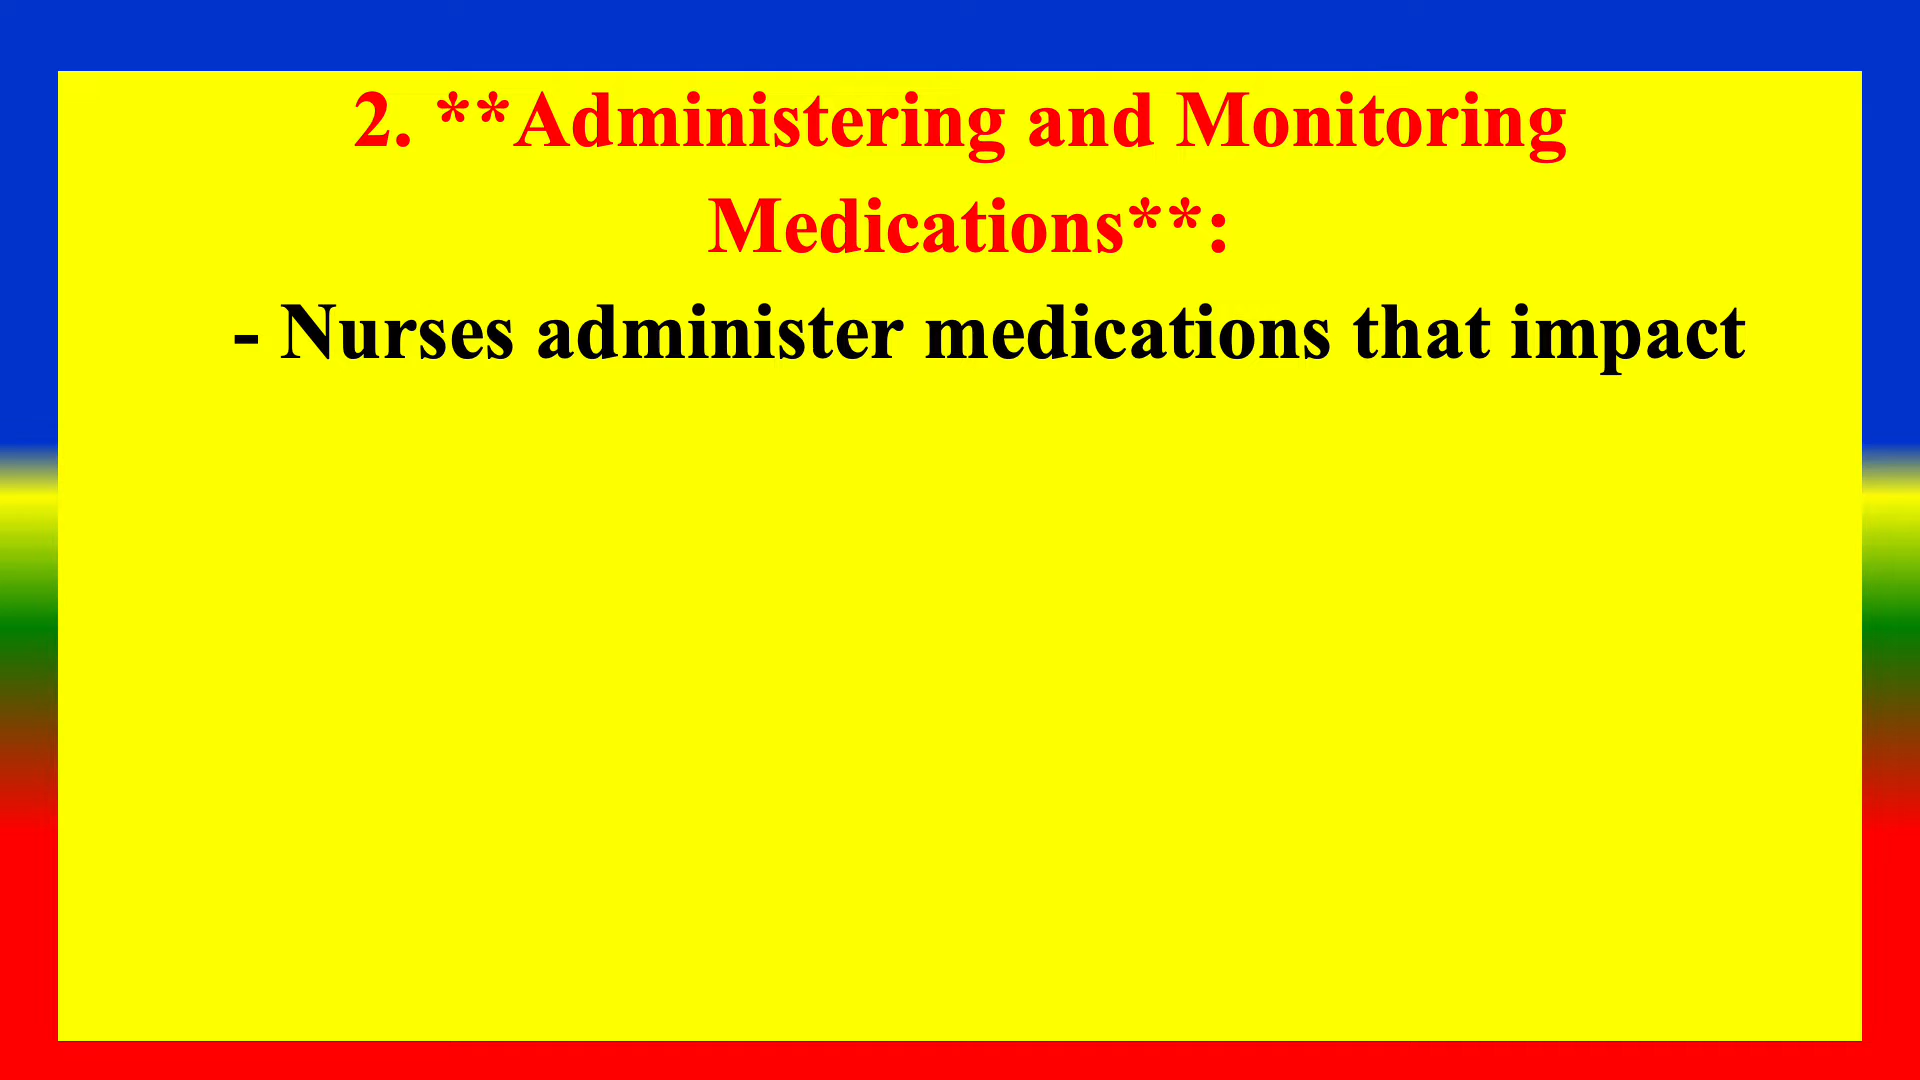 2. **Administering and Monitoring
Medications**:
- Nurses administer medications that impact